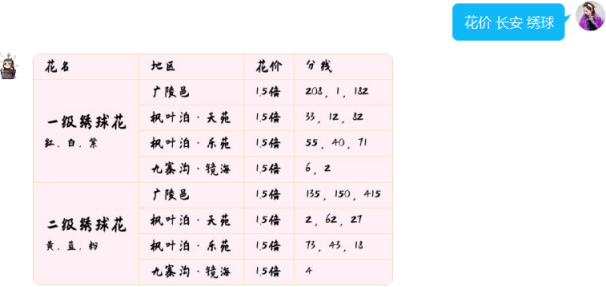 花价 长安 绣球
花名 地区 花价 分线
一级绣球花
红, 白, 紫
广陵邑 1.5倍 208, 1, 182
枫叶泊·天苑 1.5倍 33, 12, 82
枫叶泊·乐苑 1.5倍 55, 40, 71
九寨沟·镜海 1.5倍 6, 2
二级绣球花
黄, 蓝, 粉
广陵邑 1.5倍 135, 150, 415
枫叶泊·天苑 1.5倍 2, 62, 27
枫叶泊·乐苑 1.5倍 73, 43, 18
九寨沟·镜海 1.5倍 4